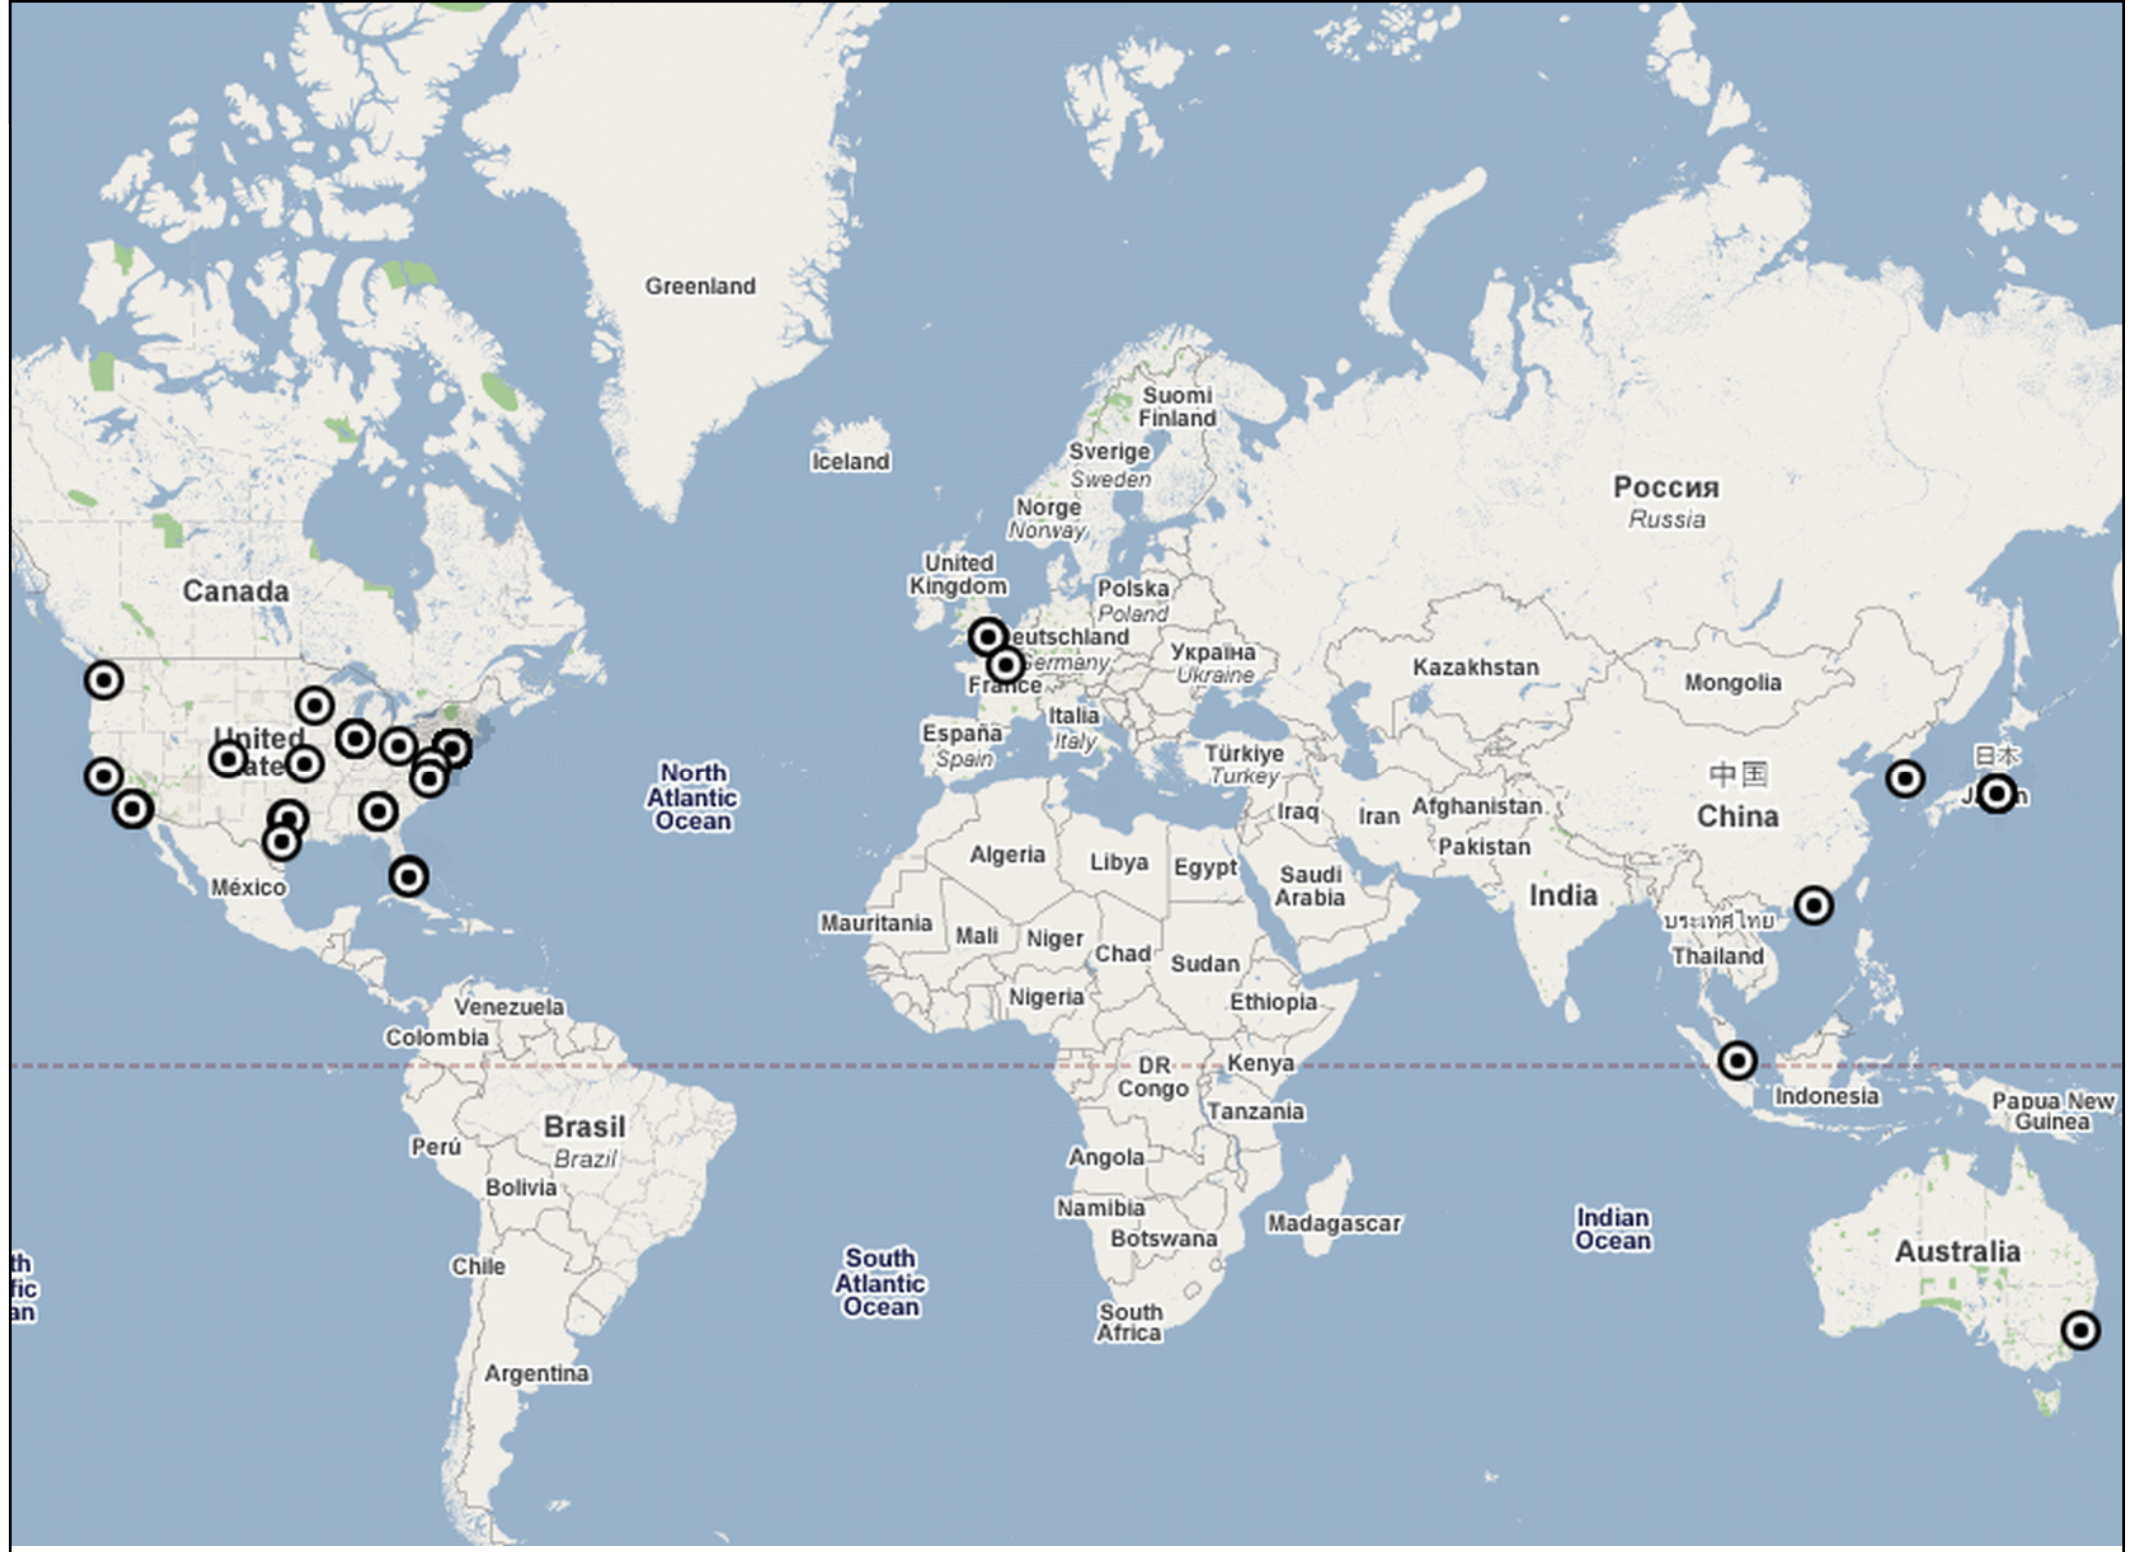 Greenland
Iceland
Suomi
Finland
Sverige
Sweden
Norge
Norway
Россия
Russia
Canada
United
Kingdom
Polska
Poland
eutschland
Germany
Україна
Ukraine
Kazakhstan
Mongolia
France
United
ate
Italia
Italy
España
Spain
Türkiye
Turkey
日本
J n
中国
China
North
Atlantic
Ocean
Iraq
Iran
Afghanistan
Pakistan
Algeria
Libya
Egypt
Saudi
Arabia
India
México
Mauritania
Mali
Niger
Chad
Sudan
ประเทศไทย
Thailand
Nigeria
Ethiopia
Venezuela
Colombia
DR
Congo
Kenya
Indonesia
Papua New
Guinea
Tanzania
Brasil
Brazil
Perú
Angola
Bolivia
Namibia
Botswana
Madagascar
Indian
Ocean
Australia
th
fic
an
Chile
South
Atlantic
Ocean
South
Africa
Argentina